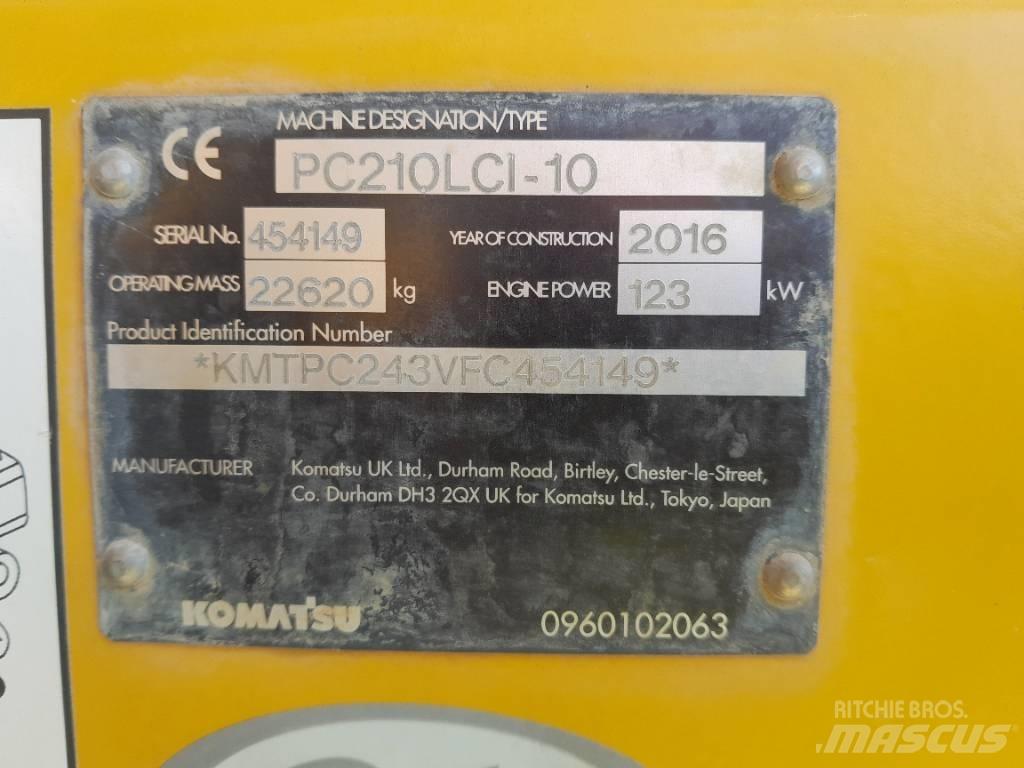 CE
MACHINE DESIGNATION/TYPE
PC210LCI-10
SERIAL No. 454149 YEAR OF CONSTRUCTION 2016
OPERATING MASS 22620 kg ENGINE POWER 123 kW
Product Identification Number
*KMTPC243VFC454149*
MANUFACTURER Komatsu UK Ltd., Durham Road, Birtley, Chester-le-Street,
Co. Durham DH3 2QX UK for Komatsu Ltd., Tokyo, Japan
KOMATSU 0960102063
RITCHIE BROS.
MASCUS